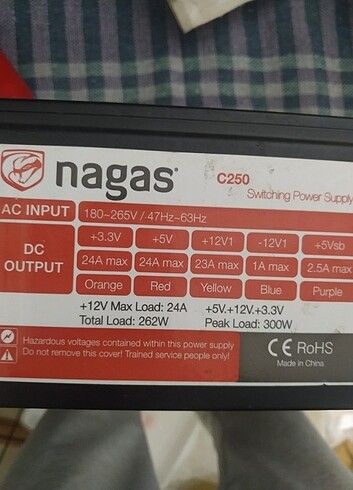 nagas
C250
Switching Power Supply
AC INPUT 180~265V / 47Hz~63Hz
DC OUTPUT +3.3V +5V +12V1 -12V1 +5Vsb
24A max 24A max 23A max 1A max 2.5A max
Orange Red Yellow Blue Purple
+12V Max Load: 24A +5V.+12V.+3.3V
Total Load: 262W Peak Load: 300W
Hazardous voltages contained within this power supply
Do not remove this cover! Trained service people only!
CE RoHS
Made in China